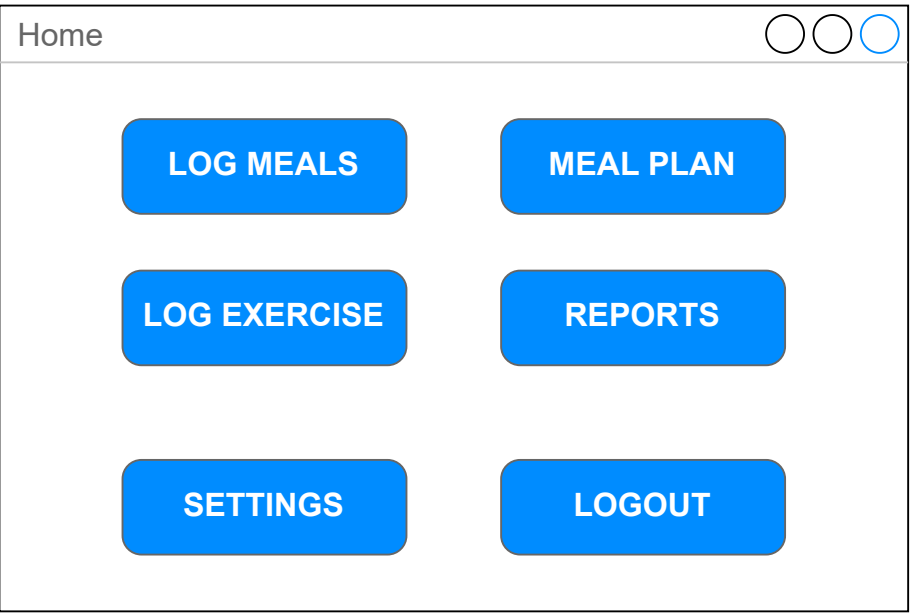 Home
LOG MEALS
MEAL PLAN
LOG EXERCISE
REPORTS
SETTINGS
LOGOUT